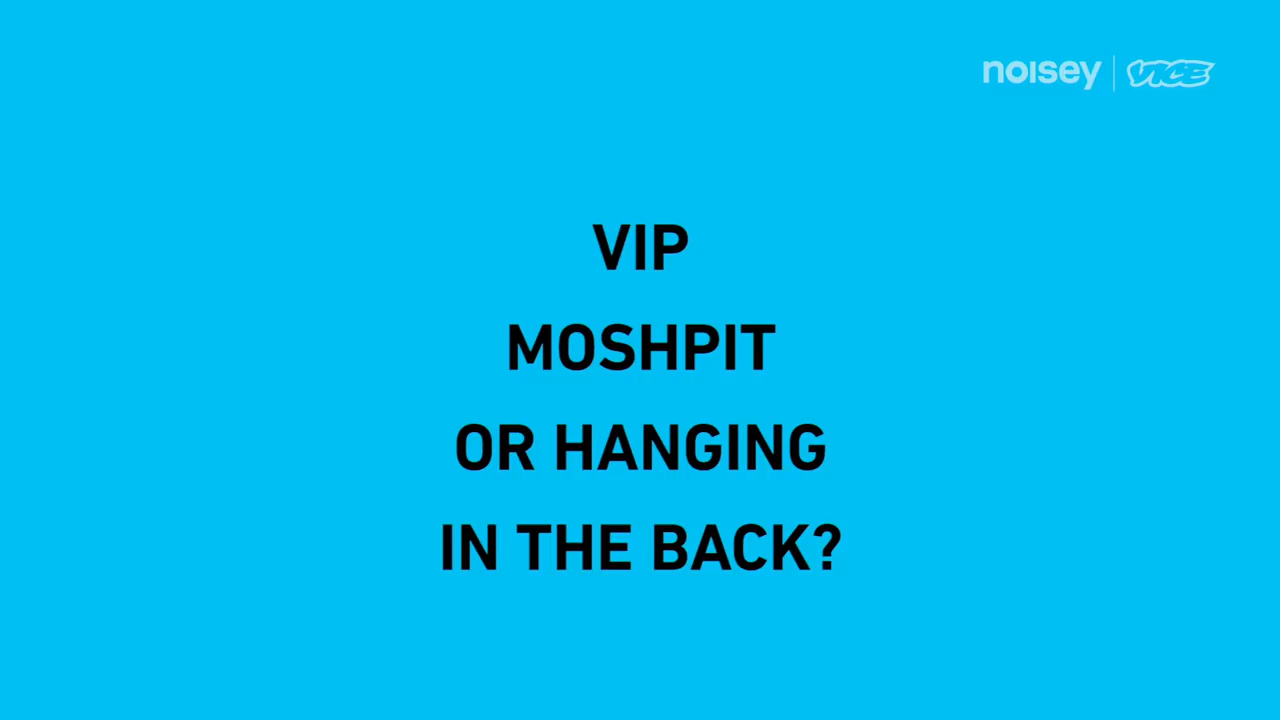 noisey | VICE
VIP
MOSHPIT
OR HANGING
IN THE BACK?